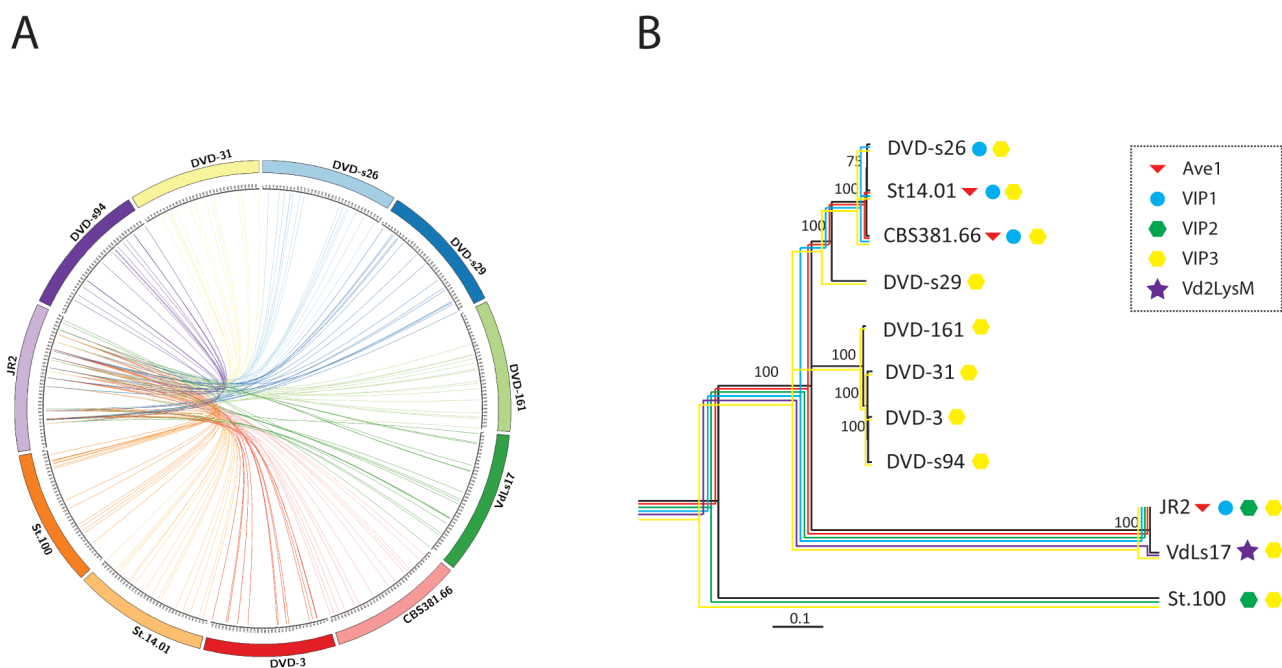 A
DVD-31
DVD-s26
DVD-s94
DVD-s29
JR2
DVD-161
St.100
VdLs17
St.14.01
CBS381.66
DVD-3
B
DVD-s26
75
St14.01
100
CBS381.66
100
DVD-s29
DVD-161
100
DVD-31
100
100
DVD-3
100
DVD-s94
JR2
100
VdLs17
St.100
0.1
Ave1
VIP1
VIP2
VIP3
Vd2LysM